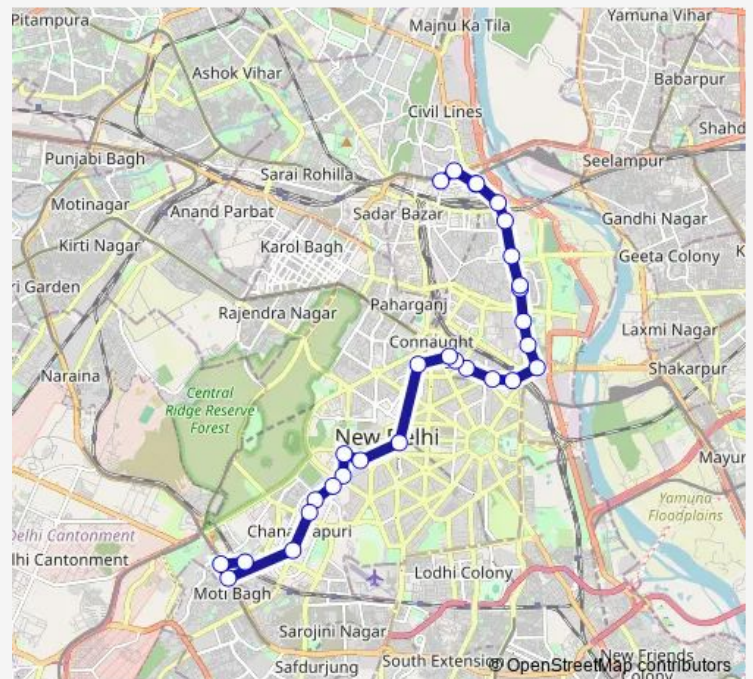 Pitampura
Majnu Ka Tila
Yamuna Vihar
Ashok Vihar
Babarpur
Civil Lines
Shahd
Punjabi Bagh
Sarai Rohilla
Seelampur
Motinagar
Anand Parbat
Sadar Bazar
Gandhi Nagar
Kirti Nagar
Karol Bagh
Geeta Colony
K
ri Garden
Rajendra Nagar
Paharganj
Laxmi Nagar
Connaught
Naraina
Shakarpur
Central
Ridge Reserve
Forest
New Delhi
Mayur
Yamuna
Floodplains
Delhi Cantonment
lhi Cantonment
Chanakyapuri
Lodhi Colony
Moti Bagh
Sarojini Nagar
Safdurjung
South Extension
New Friends
Colony
© OpenStreetMap contributors